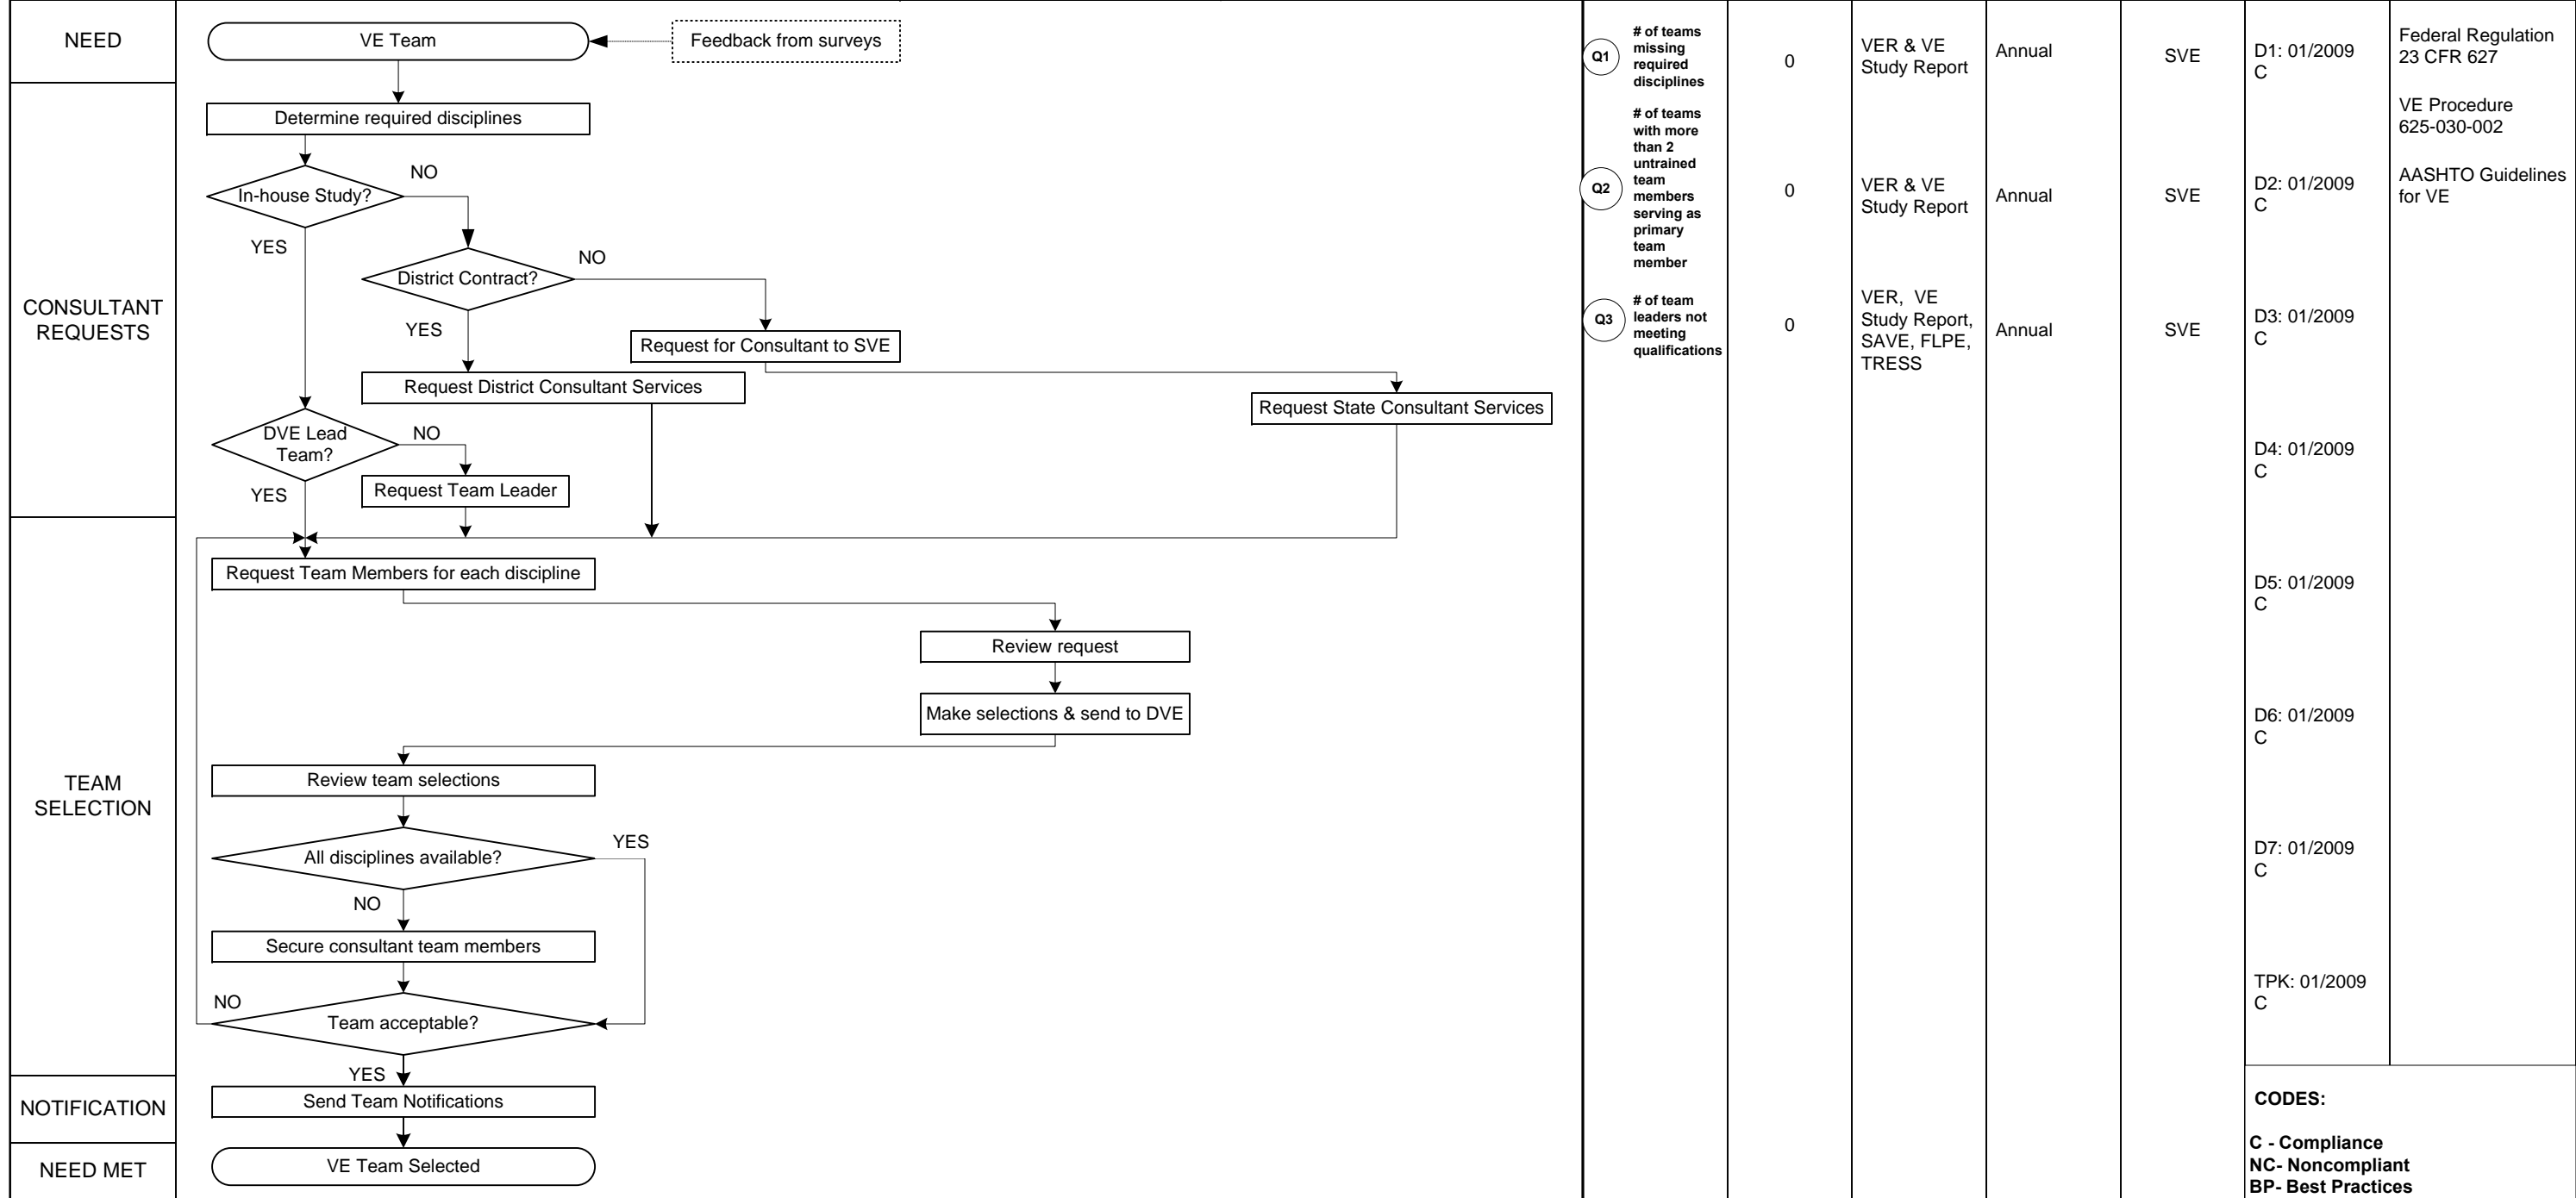 NEED
VE Team
Feedback from surveys
CONSULTANT
REQUESTS
Determine required disciplines
In-house Study?
NO
YES
District Contract?
NO
YES
Request for Consultant to SVE
Request District Consultant Services
Request State Consultant Services
DVE Lead
Team?
NO
YES
Request Team Leader
TEAM
SELECTION
Request Team Members for each discipline
Review request
Make selections & send to DVE
Review team selections
All disciplines available?
YES
NO
Secure consultant team members
NO
Team acceptable?
YES
NOTIFICATION
Send Team Notifications
NEED MET
VE Team Selected
Q1
# of teams
missing
required
disciplines
0
VER & VE
Study Report
Annual
SVE
Q2
# of teams
with more
than 2
untrained
team
members
serving as
primary
team
member
0
VER & VE
Study Report
Annual
SVE
Q3
# of team
leaders not
meeting
qualifications
0
VER, VE
Study Report,
SAVE, FLPE,
TRESS
Annual
SVE
D1: 01/2009
C
D2: 01/2009
C
D3: 01/2009
C
D4: 01/2009
C
D5: 01/2009
C
D6: 01/2009
C
D7: 01/2009
C
TPK: 01/2009
C
Federal Regulation
23 CFR 627
VE Procedure
625-030-002
AASHTO Guidelines
for VE
CODES:
C - Compliance
NC- Noncompliant
BP- Best Practices